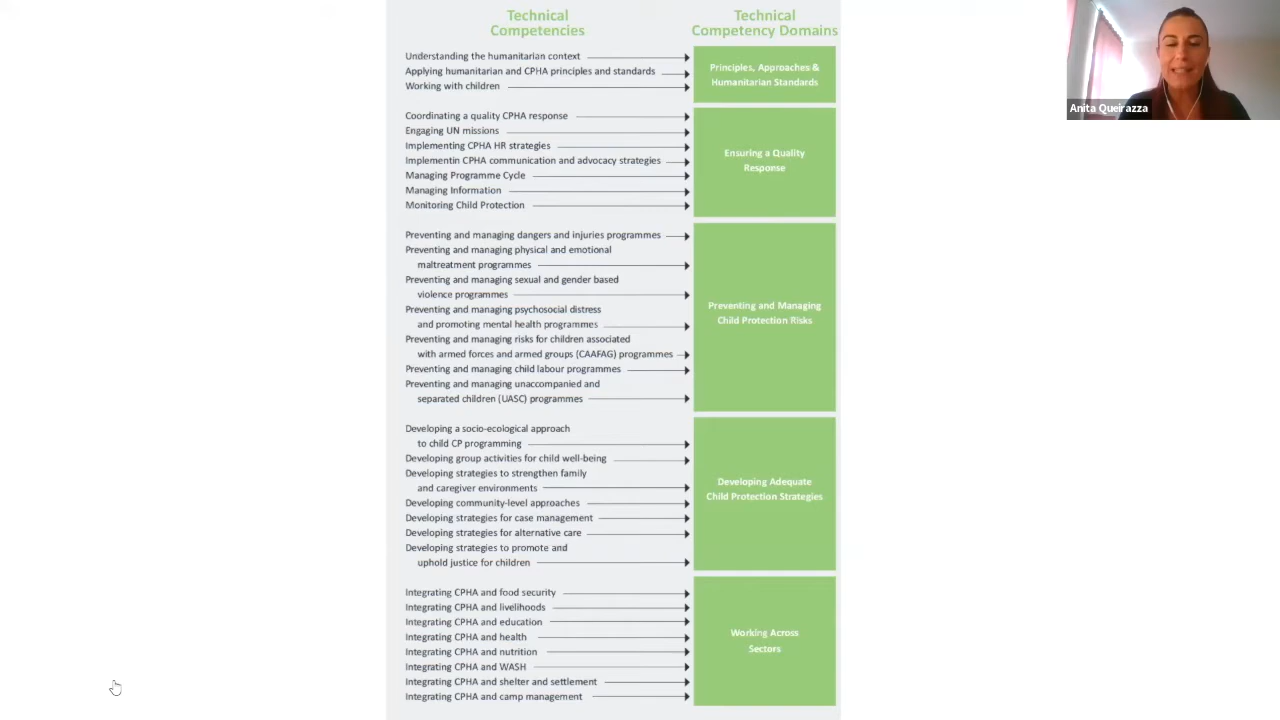 Technical
Competencies
Technical
Competency Domains
Understanding the humanitarian context
Applying humanitarian and CPHA principles and standards
Working with children
Principles, Approaches &
Humanitarian Standards
Coordinating a quality CPHA response
Engaging UN missions
Implementing CPHA HR strategies
Implementin CPHA communication and advocacy strategies
Managing Programme Cycle
Managing Information
Monitoring Child Protection
Ensuring a Quality
Response
Preventing and managing dangers and injuries programmes
Preventing and managing physical and emotional
maltreatment programmes
Preventing and managing sexual and gender based
violence programmes
Preventing and managing psychosocial distress
and promoting mental health programmes
Preventing and managing risks for children associated
with armed forces and armed groups (CAAFAG) programmes
Preventing and managing child labour programmes
Preventing and managing unaccompanied and
separated children (UASC) programmes
Preventing and Managing
Child Protection Risks
Developing a socio-ecological approach
to child CP programming
Developing group activities for child well-being
Developing strategies to strengthen family
and caregiver environments
Developing community-level approaches
Developing strategies for case management
Developing strategies for alternative care
Developing strategies to promote and
uphold justice for children
Developing Adequate
Child Protection Strategies
Integrating CPHA and food security
Integrating CPHA and livelihoods
Integrating CPHA and education
Integrating CPHA and health
Integrating CPHA and nutrition
Integrating CPHA and WASH
Integrating CPHA and shelter and settlement
Integrating CPHA and camp management
Working Across
Sectors
Anita Queirazza